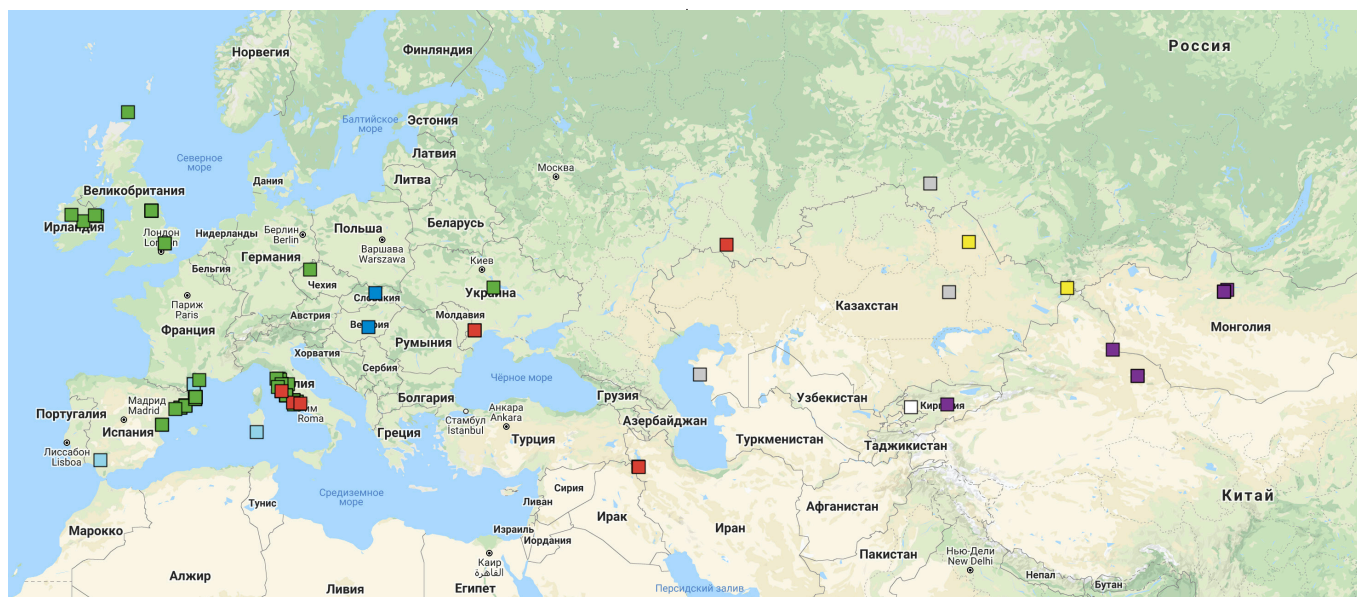 Норвегия
Финляндия
Россия
Балтийское
море
Эстония
Северное
море
Латвия
Москва
Дания
Литва
Великобритания
Ирландия
Лондон
Нидерланды
Берлин
Berlin
Польша
Варшава
Warszawa
Беларусь
Бельгия
Германия
Чехия
Киев
Украина
Париж
Paris
Словакия
Австрия
Молдавия
Франция
Венгрия
Румыния
Казахстан
Монголия
Хорватия
Сербия
Чёрное море
Грузия
Мадрид
Madrid
Португалия
Испания
Roma
Болгария
Стамбул
İstanbul
Анкара
Ankara
Азербайджан
Узбекистан
Греция
Турция
Туркменистан
Таджикистан
Лиссабон
Lisboa
Средиземное
море
Тунис
Сирия
Ливан
Ирак
Иран
Афганистан
Китай
Марокко
Израиль
Иордания
Каир
القاهرة
Пакистан
Нью-Дели
New Delhi
Алжир
Ливия
Египет
Персидский залив
Непал
Бутан